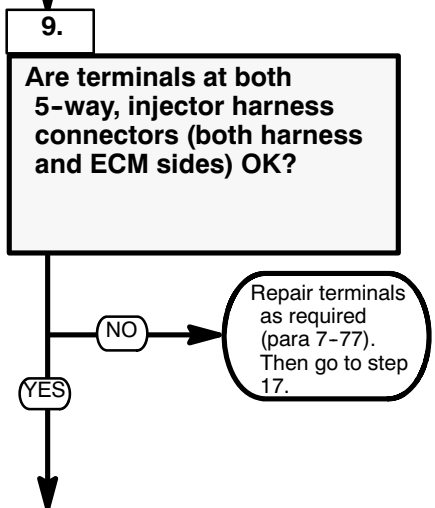 9.
Are terminals at both
5-way, injector harness
connectors (both harness
and ECM sides) OK?
NO
Repair terminals
as required
(para 7-77).
Then go to step
17.
YES